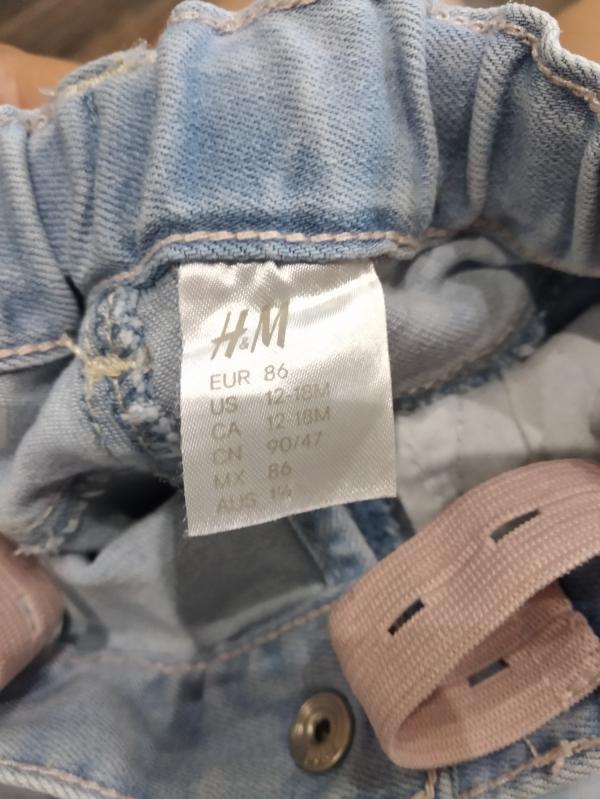 H&M
EUR 86
US 12-18M
CA 12-18M
CN 90/47
MX 86
AUS 1½